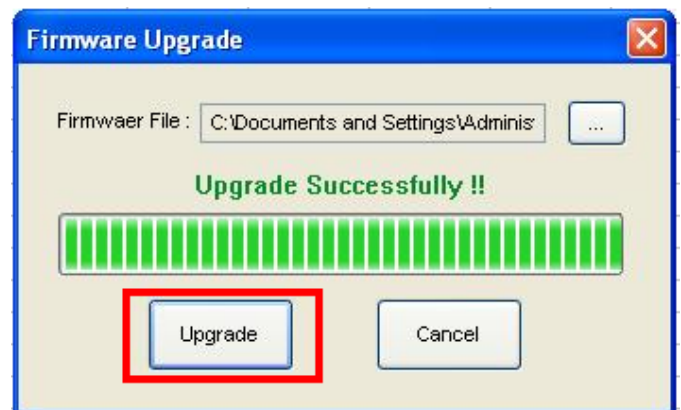 Firmware Upgrade
Firmwaer File : C:\Documents and Settings\Adminis ...
Upgrade Successfully !!
Upgrade Cancel